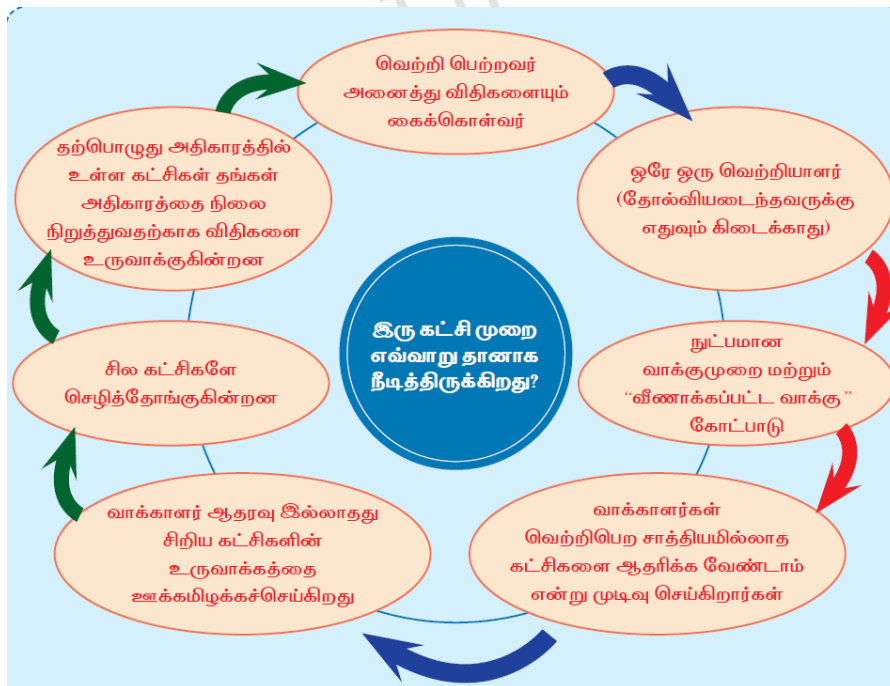 வெற்றி பெற்றவர்
அனைத்து விதிகளையும்
கைக்கொள்வர்
ஒரே ஒரு வெற்றியாளர்
(தோல்வியடைந்தவருக்கு
எதுவும் கிடைக்காது)
நுட்பமான
வாக்குமுறை மற்றும்
“வீணாக்கப்பட்ட வாக்கு”
கோட்பாடு
வாக்காளர்கள்
வெற்றிபெற சாத்தியமில்லாத
கட்சிகளை ஆதரிக்க வேண்டாம்
என்று முடிவு செய்கிறார்கள்
வாக்காளர் ஆதரவு இல்லாதது
சிறிய கட்சிகளின்
உருவாக்கத்தை
ஊக்கமிழக்கச்செய்கிறது
சில கட்சிகளே
செழித்தோங்குகின்றன
தற்பொழுது அதிகாரத்தில்
உள்ள கட்சிகள் தங்கள்
அதிகாரத்தை நிலை
நிறுத்துவதற்காக விதிகளை
உருவாக்குகின்றன
இரு கட்சி முறை
எவ்வாறு தானாக
நீடித்திருக்கிறது?